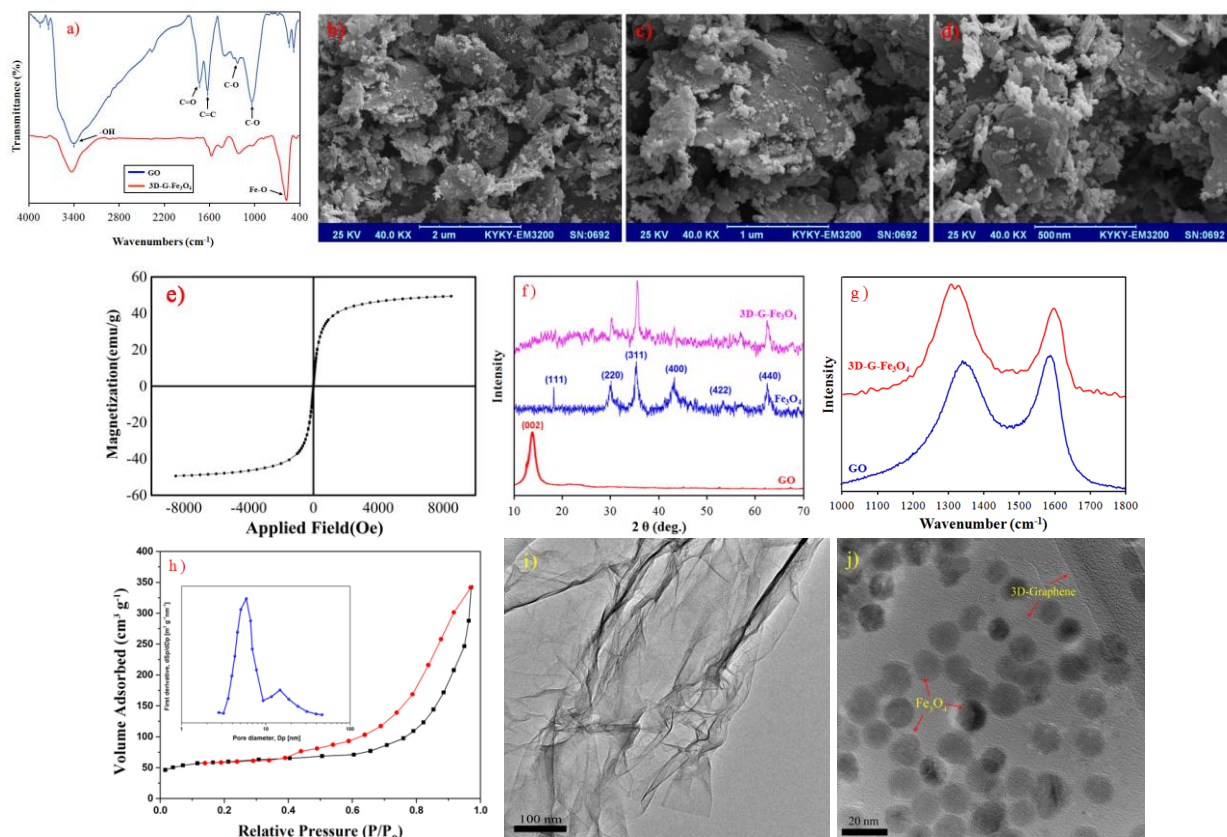 a)
Transmittance (%)
C=O
C=C
C-O
C-O
-OH
GO
3D-G-Fe₃O₄
Fe-O
4000 3400 2800 2200 1600 1000 400
Wavenumbers (cm⁻¹)
b)
25 KV 40.0 KX 2 um KYKY-EM3200 SN:0692
c)
25 KV 40.0 KX 1 um KYKY-EM3200 SN:0692
d)
25 KV 40.0 KX 500nm KYKY-EM3200 SN:0692
e)
Magnetization(emu/g)
60
40
20
0
-20
-40
-60
-8000 -4000 0 4000 8000
Applied Field(Oe)
f)
Intensity
3D-G-Fe₃O₄
(111)
(220)
(311)
(400)
(422)
(440)
Fe₃O₄
(002)
GO
10 20 30 40 50 60 70
2 θ (deg.)
g)
Intensity
3D-G-Fe₃O₄
GO
1000 1100 1200 1300 1400 1500 1600 1700 1800
Wavenumber (cm⁻¹)
h)
Volume Adsorbed (cm³ g⁻¹)
400
350
300
250
200
150
100
50
0
1 10 100
Pore diameter, Dp [nm]
0.0 0.2 0.4 0.6 0.8 1.0
Relative Pressure (P/P₀)
i)
100 nm
j)
3D-Graphene
Fe₃O₄
20 nm